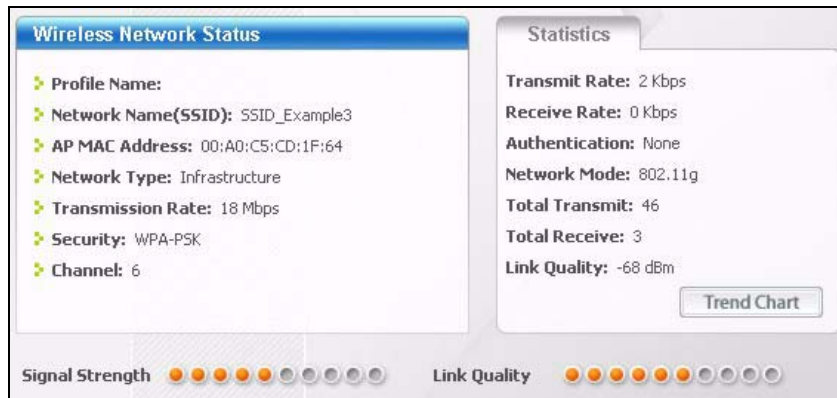 Wireless Network Status
Profile Name:
Network Name(SSID): SSID_Example3
AP MAC Address: 00:A0:C5:CD:1F:64
Network Type: Infrastructure
Transmission Rate: 18 Mbps
Security: WPA-PSK
Channel: 6
Statistics
Transmit Rate: 2 Kbps
Receive Rate: 0 Kbps
Authentication: None
Network Mode: 802.11g
Total Transmit: 46
Total Receive: 3
Link Quality: -68 dBm
Trend Chart
Signal Strength
Link Quality